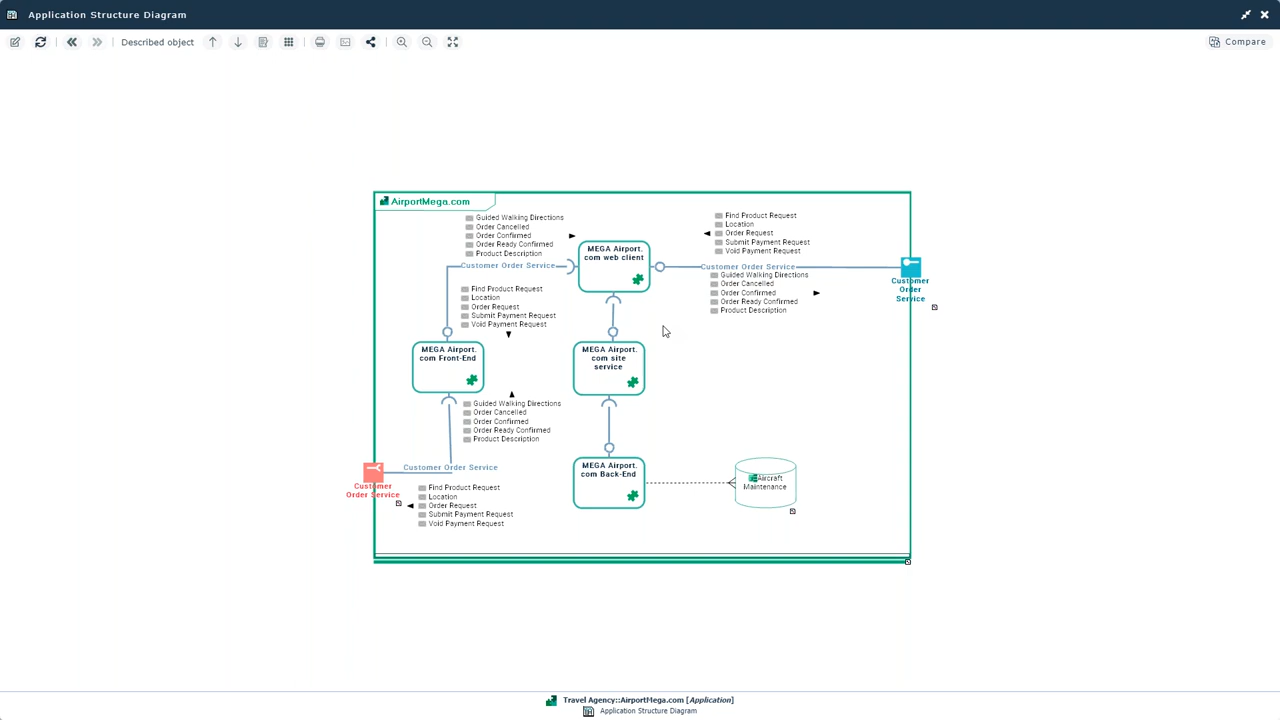 Application Structure Diagram
Described object
Compare
AirportMega.com
Guided Walking Directions
Order Cancelled
Order Confirmed
Order Ready Confirmed
Product Description
Customer Order Service
MEGA Airport.
com web client
Find Product Request
Location
Order Request
Submit Payment Request
Void Payment Request
Customer Order Service
Guided Walking Directions
Order Cancelled
Order Confirmed
Order Ready Confirmed
Product Description
Customer
Order
Service
Find Product Request
Location
Order Request
Submit Payment Request
Void Payment Request
MEGA Airport.
com Front-End
MEGA Airport.
com site
service
Guided Walking Directions
Order Cancelled
Order Confirmed
Order Ready Confirmed
Product Description
Customer Order Service
Customer
Order Service
Find Product Request
Location
Order Request
Submit Payment Request
Void Payment Request
MEGA Airport.
com Back-End
Aircraft
Maintenance
Travel Agency::AirportMega.com [Application]
Application Structure Diagram